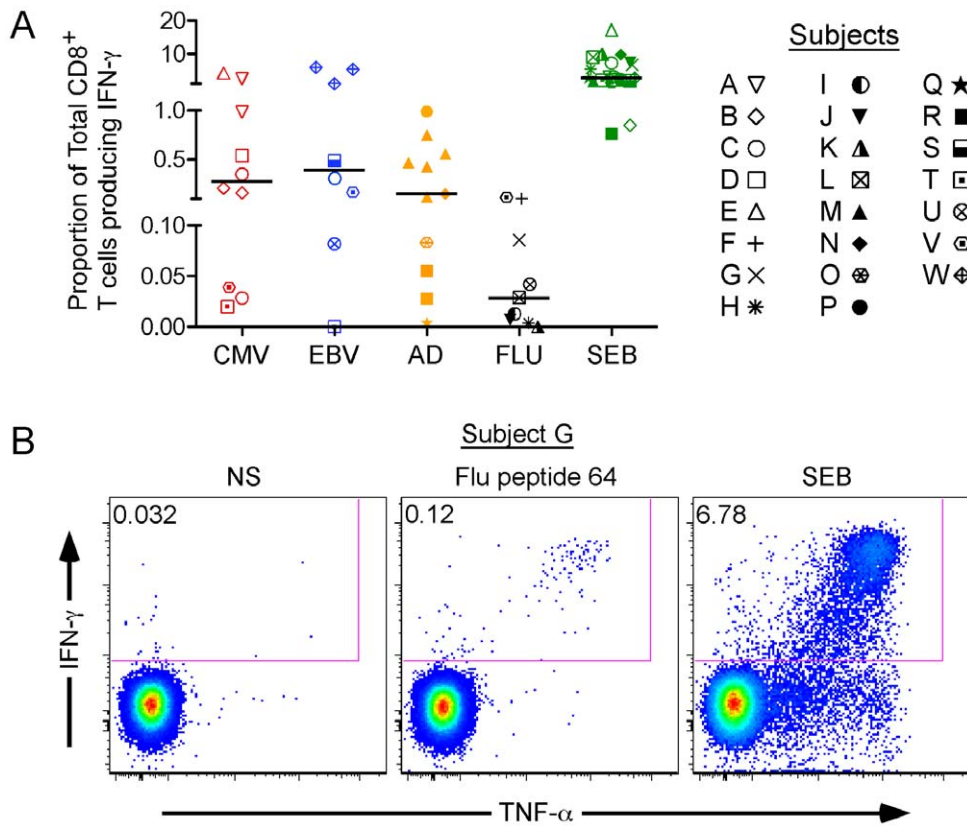 A
Proportion of Total CD8+
T cells producing IFN-γ
20
10
1.0
0.5
0.10
0.05
0.00
CMV EBV AD FLU SEB
Subjects
A I Q
B J R
C K S
D L T
E M U
F N V
G O W
H P
B
Subject G
NS Flu peptide 64 SEB
0.032 0.12 6.78
IFN-γ
TNF-α